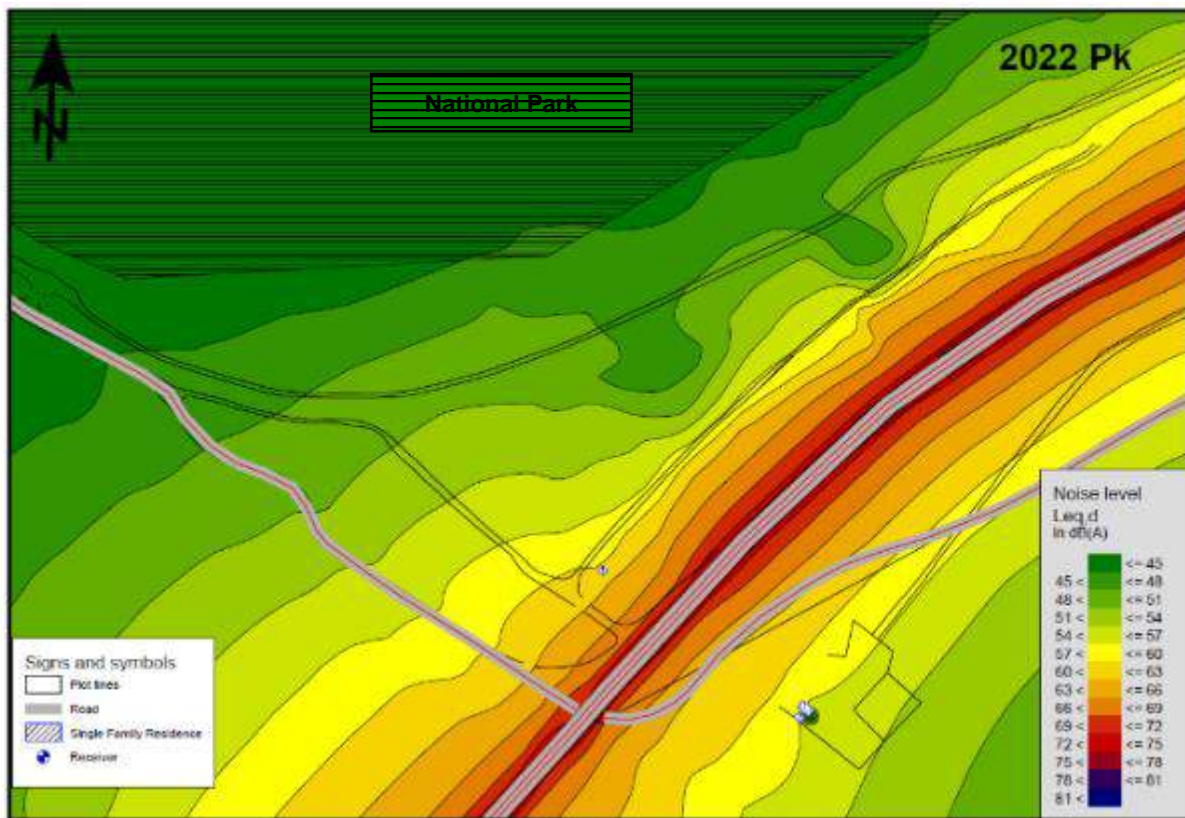 2022 Pk
National Park
N
Signs and symbols
Plot lines
Road
Single Family Residence
Receiver
Noise level
Leq,d
in dB(A)
<= 45
45 < <= 48
48 < <= 51
51 < <= 54
54 < <= 57
57 < <= 60
60 < <= 63
63 < <= 66
66 < <= 69
69 < <= 72
72 < <= 75
75 < <= 78
78 < <= 81
81 <